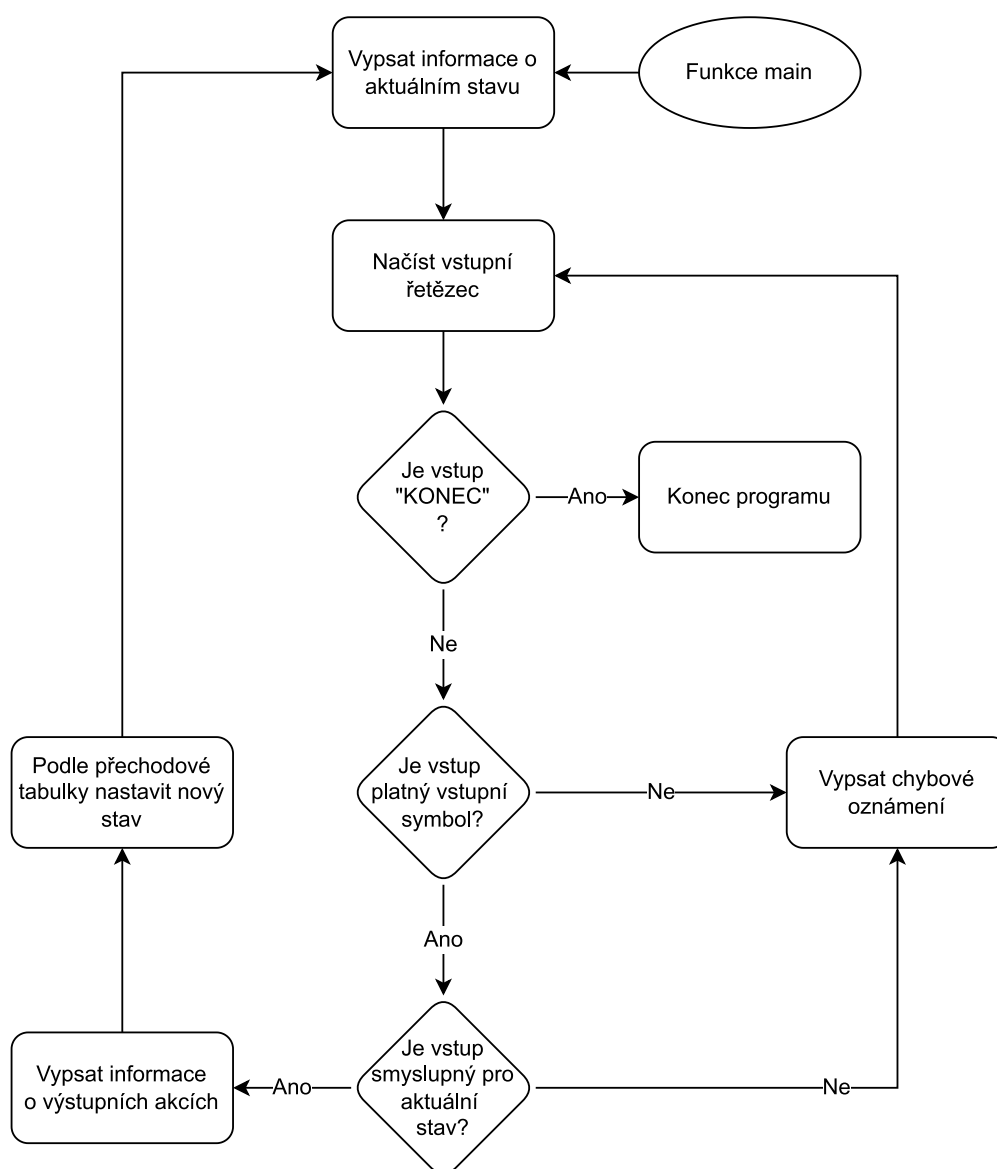 Vypsat informace o
aktuálním stavu
Funkce main
Načíst vstupní
řetězec
Je vstup
"KONEC"
?
Ano
Konec programu
Ne
Podle přechodové
tabulky nastavit nový
stav
Je vstup
platný vstupní
symbol?
Ne
Vypsat chybové
oznámení
Ano
Vypsat informace
o výstupních akcích
Ano
Je vstup
smyslupný pro
aktuální
stav?
Ne